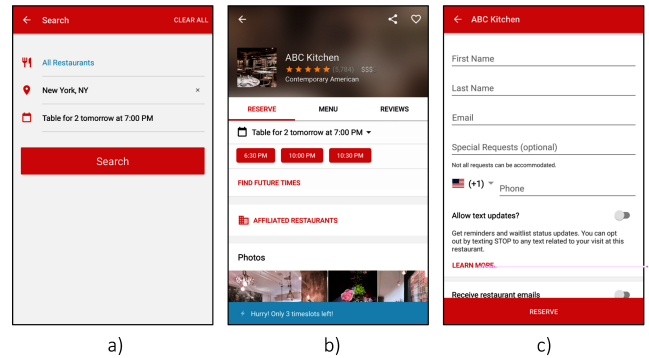 Search
CLEAR ALL
All Restaurants
New York, NY ×
Table for 2 tomorrow at 7:00 PM
Search
a)
ABC Kitchen
(5,784) $$$
Contemporary American
RESERVE MENU REVIEWS
Table for 2 tomorrow at 7:00 PM
6:30 PM 10:00 PM 10:30 PM
FIND FUTURE TIMES
AFFILIATED RESTAURANTS
Photos
+ Hurry! Only 3 timeslots left!
b)
ABC Kitchen
First Name
Last Name
Email
Special Requests (optional)
Not all requests can be accommodated.
(+1) Phone
Allow text updates?
Get reminders and waitlist status updates. You can opt
out by texting STOP to any text related to your visit at this
restaurant.
LEARN MORE.
Receive restaurant emails
RESERVE
c)